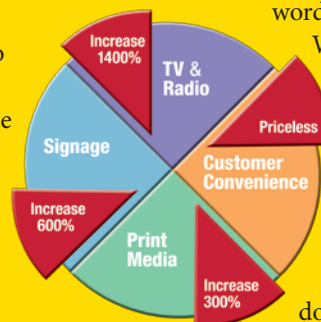 word
Increase
1400%
TV &
Radio
o
W
e
Signage
Priceless
Customer
Convenience
Increase
600%
Print
Media
Increase
300%
do